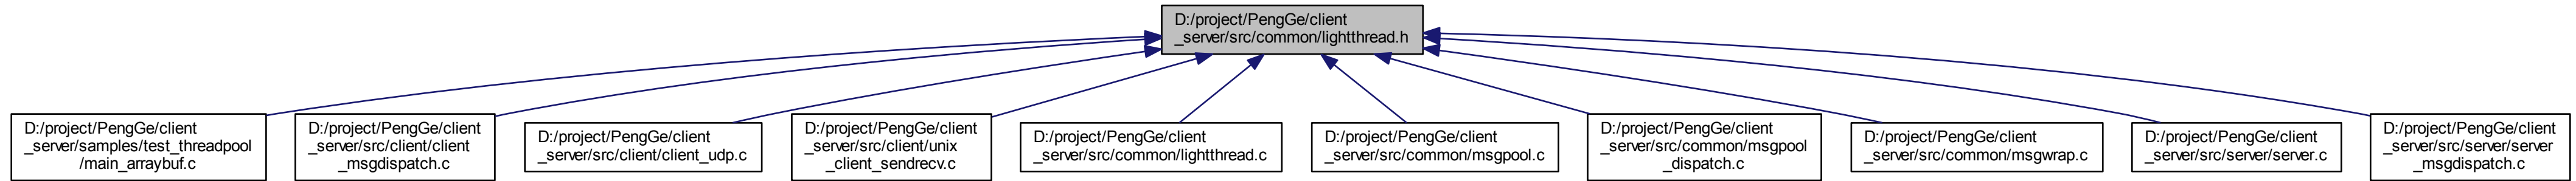 D:/project/PengGe/client
_server/src/common/lightthread.h
D:/project/PengGe/client
_server/samples/test_threadpool
/main_arraybuf.c
D:/project/PengGe/client
_server/src/client/client
_msgdispatch.c
D:/project/PengGe/client
_server/src/client/client_udp.c
D:/project/PengGe/client
_server/src/client/unix
_client_sendrecv.c
D:/project/PengGe/client
_server/src/common/lightthread.c
D:/project/PengGe/client
_server/src/common/msgpool.c
D:/project/PengGe/client
_server/src/common/msgpool
_dispatch.c
D:/project/PengGe/client
_server/src/common/msgwrap.c
D:/project/PengGe/client
_server/src/server/server.c
D:/project/PengGe/client
_server/src/server/server
_msgdispatch.c